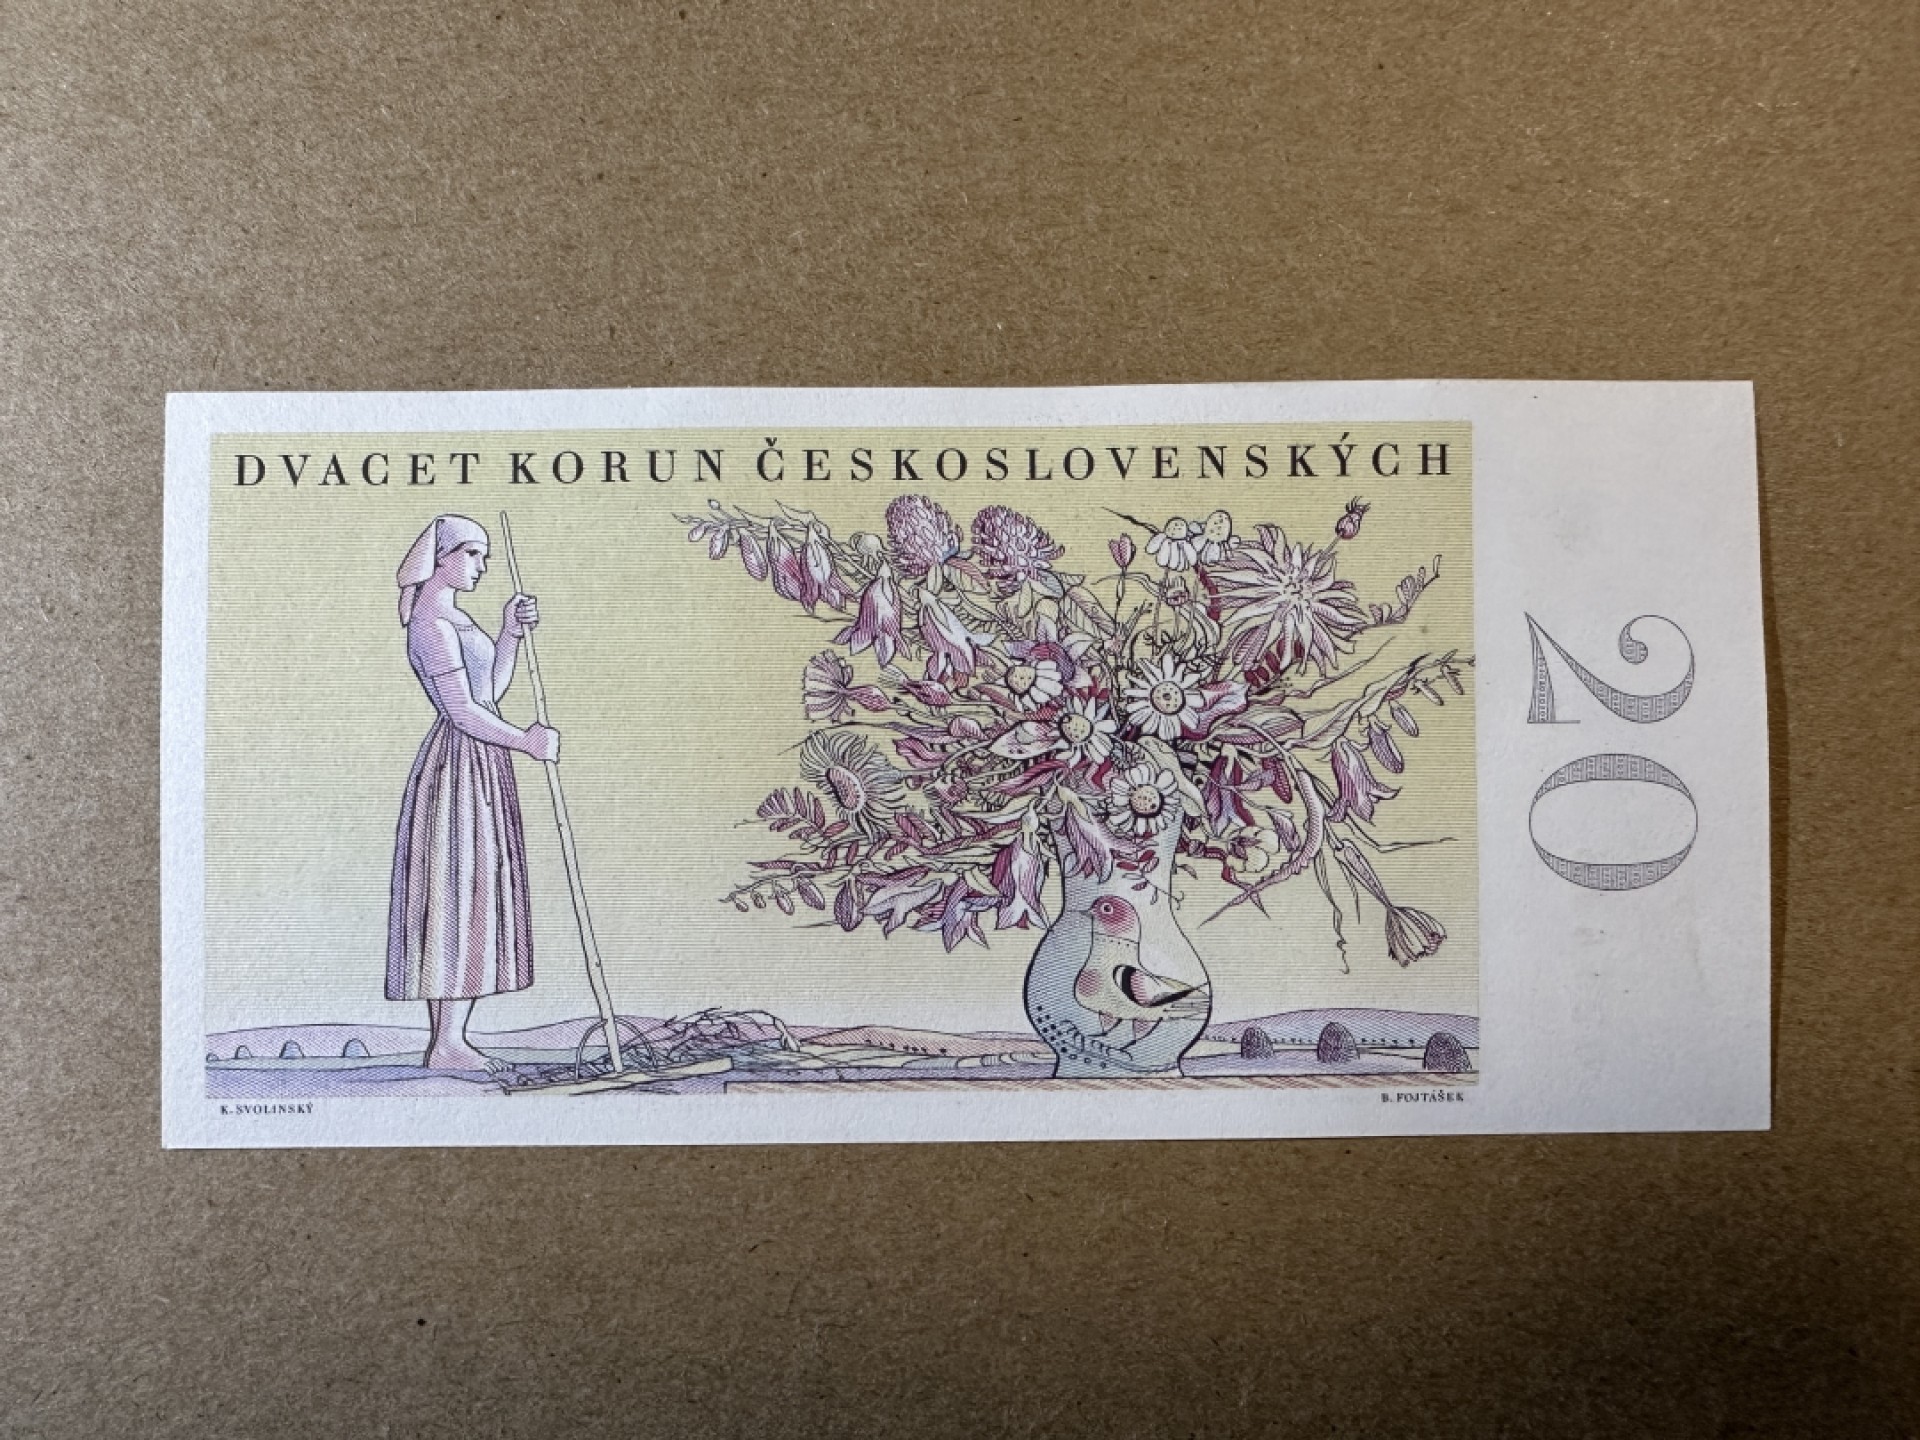 DVACET KORUN ČESKOSLOVENSKÝCH
20
K. SVOLINSKÝ
B. FOJTÁŠEK